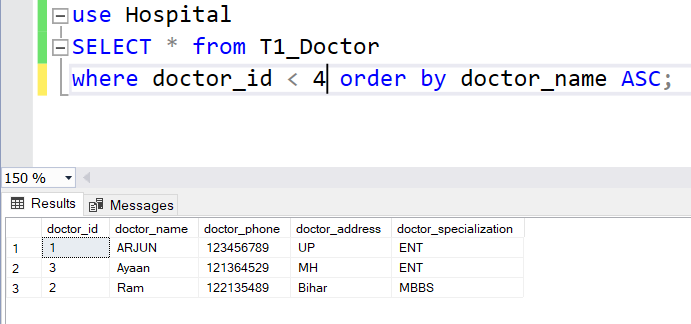 use Hospital
SELECT * from T1_Doctor
where doctor_id < 4 order by doctor_name ASC;
150 %
Results Messages
doctor_id doctor_name doctor_phone doctor_address doctor_specialization
1 1 ARJUN 123456789 UP ENT
2 3 Ayaan 121364529 MH ENT
3 2 Ram 122135489 Bihar MBBS